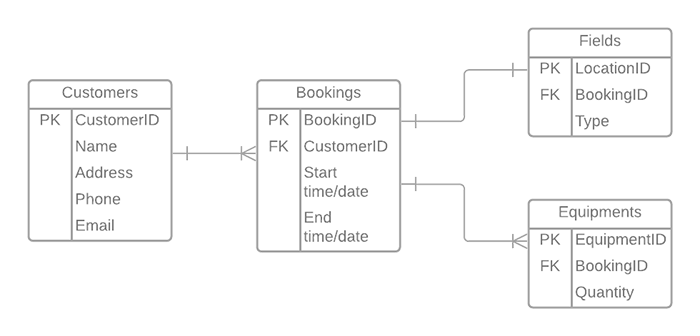 Customers
PK CustomerID
Name
Address
Phone
Email
Bookings
PK BookingID
FK CustomerID
Start
time/date
End
time/date
Fields
PK LocationID
FK BookingID
Type
Equipments
PK EquipmentID
FK BookingID
Quantity